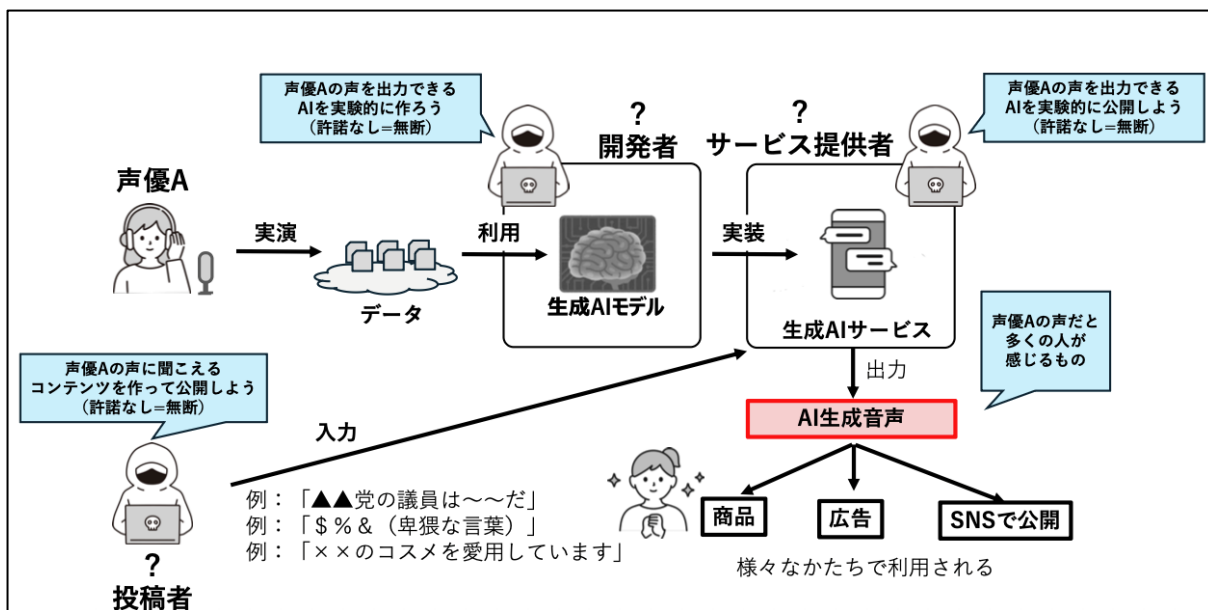 声優Aの声を出力できる
AIを実験的に作ろう
（許諾なし=無断）
声優Aの声を出力できる
AIを実験的に公開しよう
（許諾なし=無断）
?
開発者
?
サービス提供者
声優A
実演
利用
実装
データ
生成AIモデル
生成AIサービス
声優Aの声だと
多くの人が
感じるもの
声優Aの声に聞こえる
コンテンツを作って公開しよう
（許諾なし=無断）
出力
AI生成音声
入力
例：「▲▲党の議員は～～だ」
例：「＄％＆（卑猥な言葉）」
例：「××のコスメを愛用しています」
商品
広告
SNSで公開
様々なかたちで利用される
?
投稿者